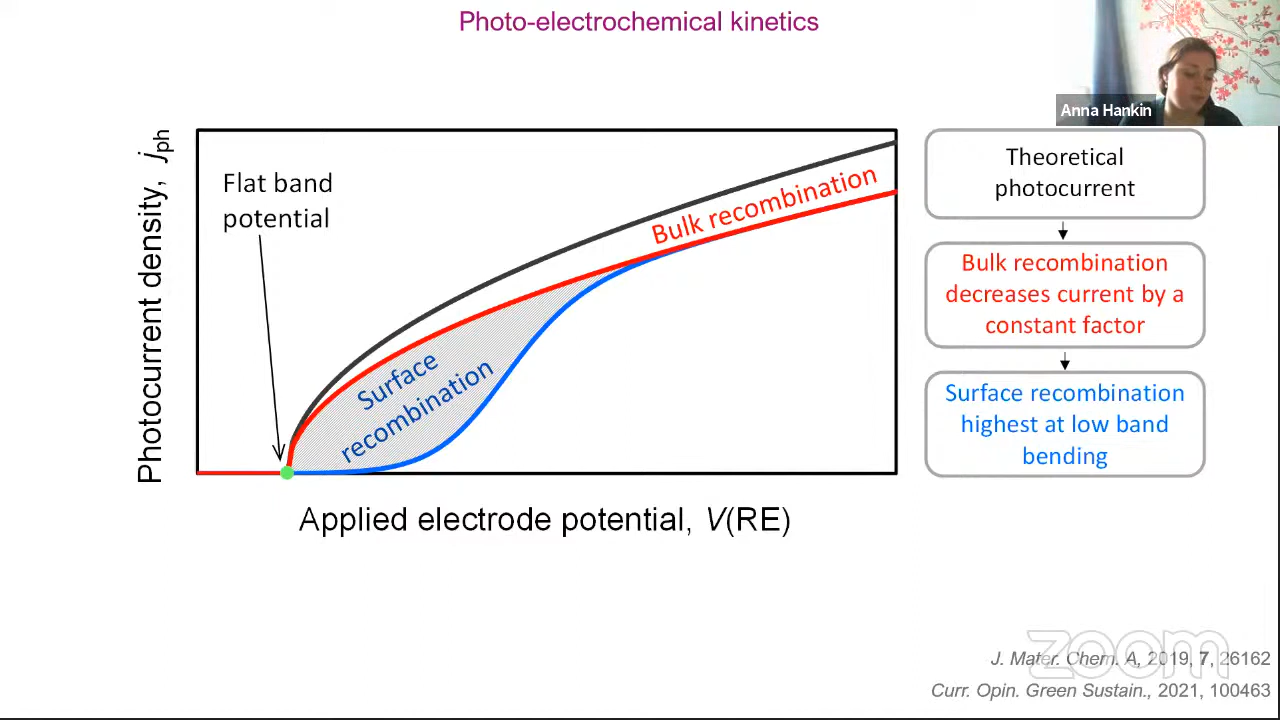 Photo-electrochemical kinetics
Anna Hankin
Photocurrent density, jph
Flat band
potential
Bulk recombination
Surface
recombination
Applied electrode potential, V(RE)
Theoretical
photocurrent
Bulk recombination
decreases current by a
constant factor
Surface recombination
highest at low band
bending
zoom
J. Mater. Chem. A, 2019, 7, 26162
Curr. Opin. Green Sustain., 2021, 100463